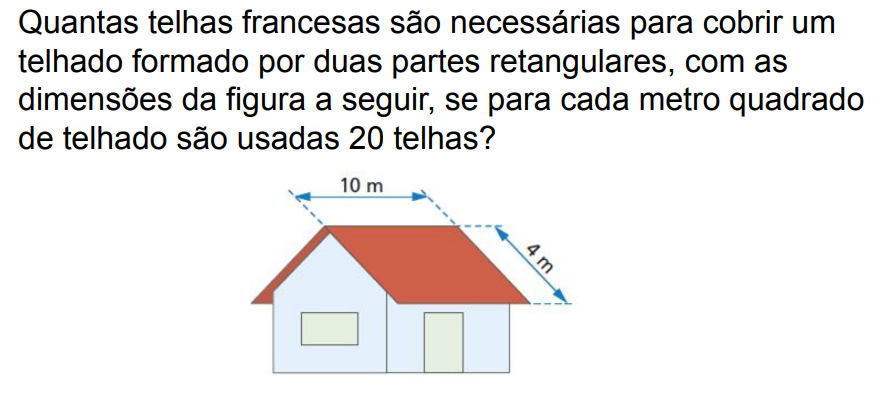 Quantas telhas francesas são necessárias para cobrir um
telhado formado por duas partes retangulares, com as
dimensões da figura a seguir, se para cada metro quadrado
de telhado são usadas 20 telhas?
10 m
4 m